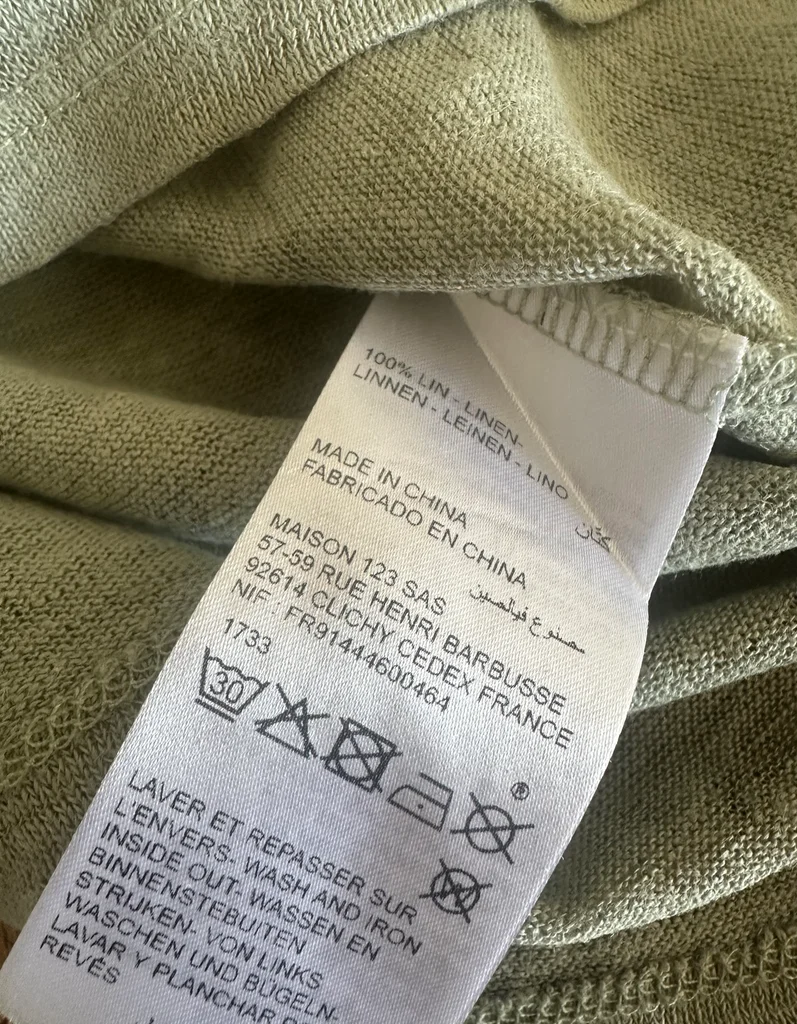 100% LIN - LINEN-
LINNEN - LEINEN - LINO
كتّان
MADE IN CHINA
FABRICADO EN CHINA
مصنوع في الصين
MAISON 123 SAS
57-59 RUE HENRI BARBUSSE
92614 CLICHY CEDEX FRANCE
NIF : FR91444600464
1733
30
®
W
LAVER ET REPASSER SUR
L'ENVERS- WASH AND IRON
INSIDE OUT- WASSEN EN
BINNENSTEBUITEN
STRIJKEN- VON LINKS
WASCHEN UND BÜGELN-
LAVAR Y PLANCHAR
REVÉS